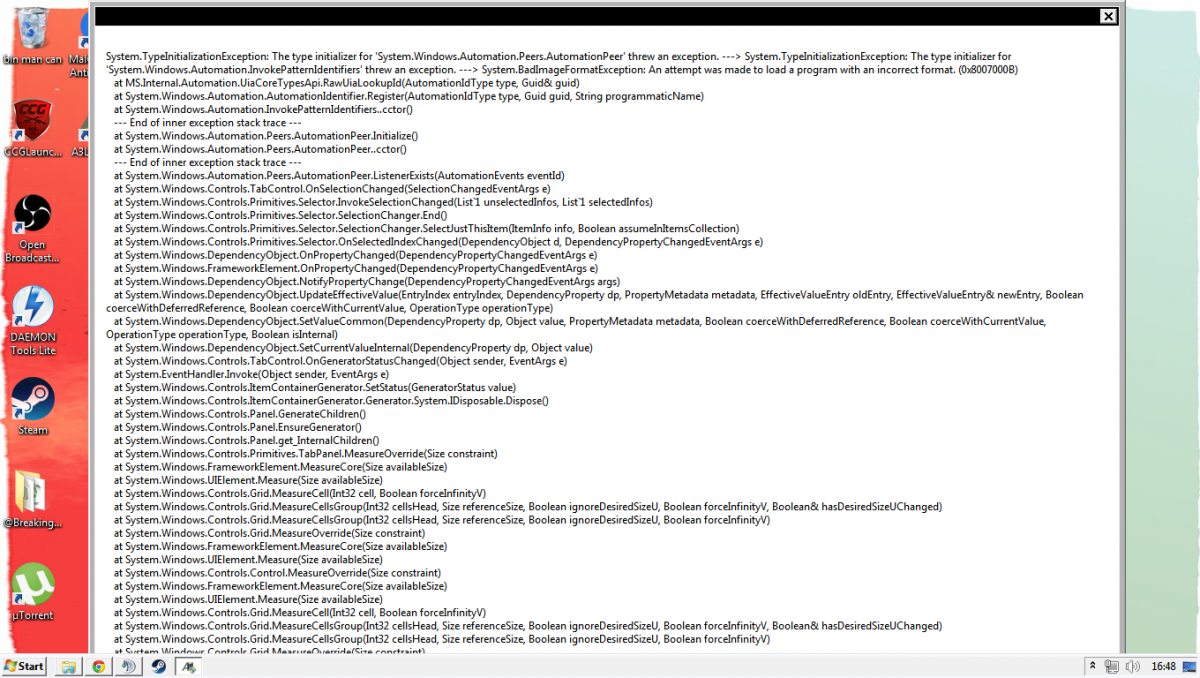 bin man can
Mal
Anti
CCGLaunc...
A3L
Open
Broadcast...
DAEMON
Tools Lite
Steam
@Breaking...
µTorrent
System.TypeInitializationException: The type initializer for 'System.Windows.Automation.Peers.AutomationPeer' threw an exception. ---> System.TypeInitializationException: The type initializer for
'System.Windows.Automation.InvokePatternIdentifiers' threw an exception. ---> System.BadImageFormatException: An attempt was made to load a program with an incorrect format. (0x8007000B)
at MS.Internal.Automation.UiaCoreTypesApi.RawUiaLookupId(AutomationIdType type, Guid& guid)
at System.Windows.Automation.AutomationIdentifier.Register(AutomationIdType type, Guid guid, String programmaticName)
at System.Windows.Automation.InvokePatternIdentifiers..cctor()
--- End of inner exception stack trace ---
at System.Windows.Automation.Peers.AutomationPeer.Initialize()
at System.Windows.Automation.Peers.AutomationPeer..cctor()
--- End of inner exception stack trace ---
at System.Windows.Automation.Peers.AutomationPeer.ListenerExists(AutomationEvents eventId)
at System.Windows.Controls.TabControl.OnSelectionChanged(SelectionChangedEventArgs e)
at System.Windows.Controls.Primitives.Selector.InvokeSelectionChanged(List`1 unselectedInfos, List`1 selectedInfos)
at System.Windows.Controls.Primitives.Selector.SelectionChanger.End()
at System.Windows.Controls.Primitives.Selector.SelectionChanger.SelectJustThisItem(ItemInfo info, Boolean assumeInItemsCollection)
at System.Windows.Controls.Primitives.Selector.OnSelectedIndexChanged(DependencyObject d, DependencyPropertyChangedEventArgs e)
at System.Windows.DependencyObject.OnPropertyChanged(DependencyPropertyChangedEventArgs e)
at System.Windows.FrameworkElement.OnPropertyChanged(DependencyPropertyChangedEventArgs e)
at System.Windows.DependencyObject.NotifyPropertyChange(DependencyPropertyChangedEventArgs args)
at System.Windows.DependencyObject.UpdateEffectiveValue(EntryIndex entryIndex, DependencyProperty dp, PropertyMetadata metadata, EffectiveValueEntry oldEntry, EffectiveValueEntry& newEntry, Boolean
coerceWithDeferredReference, Boolean coerceWithCurrentValue, OperationType operationType)
at System.Windows.DependencyObject.SetValueCommon(DependencyProperty dp, Object value, PropertyMetadata metadata, Boolean coerceWithDeferredReference, Boolean coerceWithCurrentValue,
OperationType operationType, Boolean isInternal)
at System.Windows.DependencyObject.SetCurrentValueInternal(DependencyProperty dp, Object value)
at System.Windows.Controls.TabControl.OnGeneratorStatusChanged(Object sender, EventArgs e)
at System.EventHandler.Invoke(Object sender, EventArgs e)
at System.Windows.Controls.ItemContainerGenerator.SetStatus(GeneratorStatus value)
at System.Windows.Controls.ItemContainerGenerator.Generator.System.IDisposable.Dispose()
at System.Windows.Controls.Panel.GenerateChildren()
at System.Windows.Controls.Panel.EnsureGenerator()
at System.Windows.Controls.Panel.get_InternalChildren()
at System.Windows.Controls.Primitives.TabPanel.MeasureOverride(Size constraint)
at System.Windows.FrameworkElement.MeasureCore(Size availableSize)
at System.Windows.UIElement.Measure(Size availableSize)
at System.Windows.Controls.Grid.MeasureCell(Int32 cell, Boolean forceInfinityV)
at System.Windows.Controls.Grid.MeasureCellsGroup(Int32 cellsHead, Size referenceSize, Boolean ignoreDesiredSizeU, Boolean forceInfinityV, Boolean& hasDesiredSizeUChanged)
at System.Windows.Controls.Grid.MeasureCellsGroup(Int32 cellsHead, Size referenceSize, Boolean ignoreDesiredSizeU, Boolean forceInfinityV)
at System.Windows.Controls.Grid.MeasureOverride(Size constraint)
at System.Windows.FrameworkElement.MeasureCore(Size availableSize)
at System.Windows.UIElement.Measure(Size availableSize)
at System.Windows.Controls.Control.MeasureOverride(Size constraint)
at System.Windows.FrameworkElement.MeasureCore(Size availableSize)
at System.Windows.UIElement.Measure(Size availableSize)
at System.Windows.Controls.Grid.MeasureCell(Int32 cell, Boolean forceInfinityV)
at System.Windows.Controls.Grid.MeasureCellsGroup(Int32 cellsHead, Size referenceSize, Boolean ignoreDesiredSizeU, Boolean forceInfinityV, Boolean& hasDesiredSizeUChanged)
at System.Windows.Controls.Grid.MeasureCellsGroup(Int32 cellsHead, Size referenceSize, Boolean ignoreDesiredSizeU, Boolean forceInfinityV)
at System.Windows.Controls.Grid.MeasureOverride(Size constraint)
Start
16:48